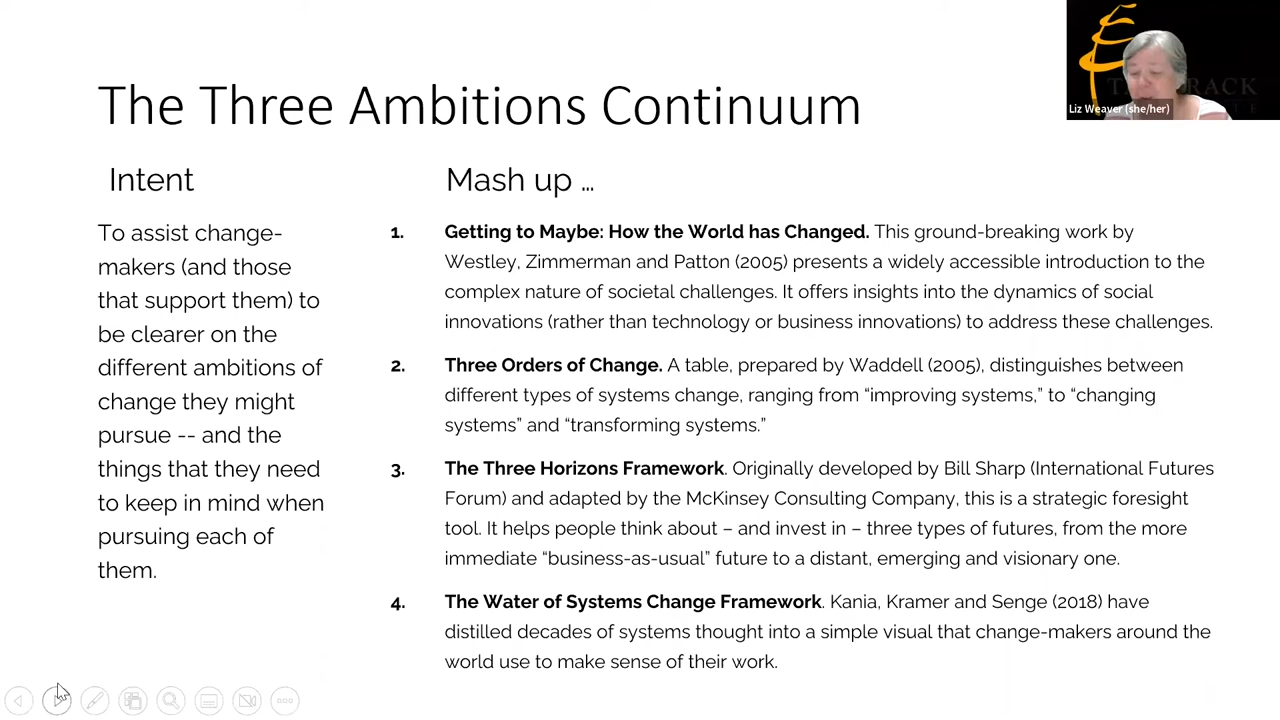 The Three Ambitions Continuum
Intent
To assist change-
makers (and those
that support them) to
be clearer on the
different ambitions of
change they might
pursue -- and the
things that they need
to keep in mind when
pursuing each of
them.
Mash up ...
1. Getting to Maybe: How the World has Changed. This ground-breaking work by
Westley, Zimmerman and Patton (2005) presents a widely accessible introduction to the
complex nature of societal challenges. It offers insights into the dynamics of social
innovations (rather than technology or business innovations) to address these challenges.
2. Three Orders of Change. A table, prepared by Waddell (2005), distinguishes between
different types of systems change, ranging from “improving systems,” to “changing
systems” and “transforming systems.”
3. The Three Horizons Framework. Originally developed by Bill Sharp (International Futures
Forum) and adapted by the McKinsey Consulting Company, this is a strategic foresight
tool. It helps people think about – and invest in – three types of futures, from the more
immediate “business-as-usual” future to a distant, emerging and visionary one.
4. The Water of Systems Change Framework. Kania, Kramer and Senge (2018) have
distilled decades of systems thought into a simple visual that change-makers around the
world use to make sense of their work.
Liz Weaver (she/her)